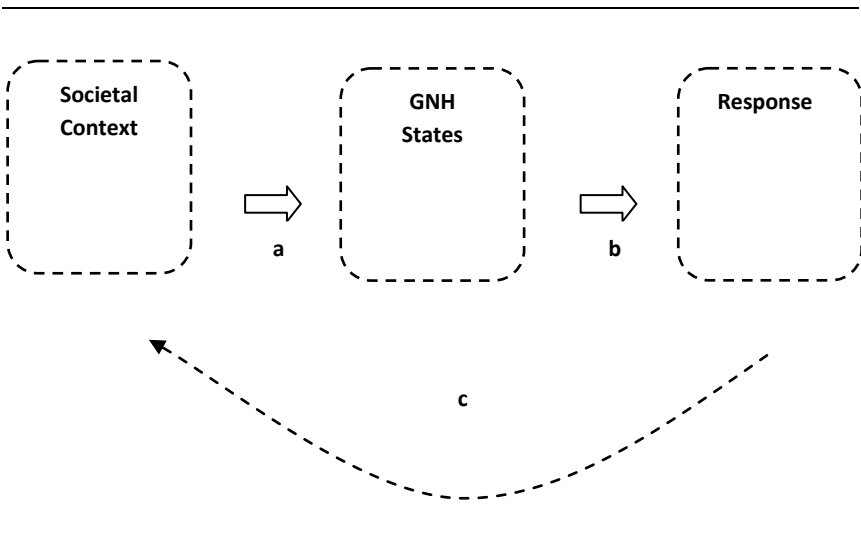 Societal
Context
GNH
States
Response
a
b
c